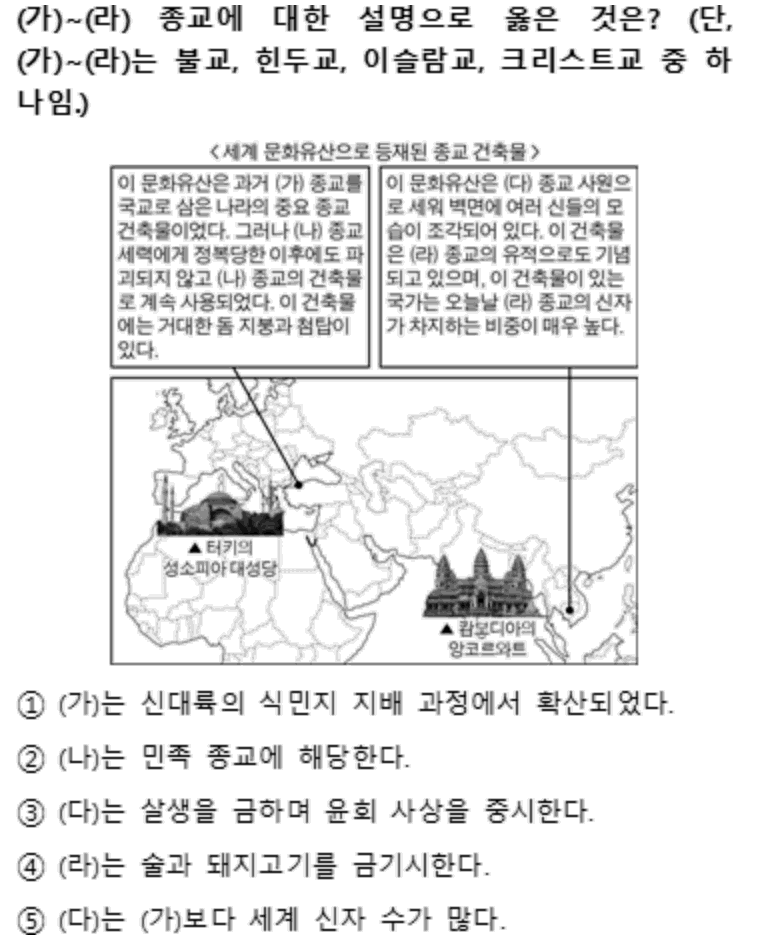 (가)~(라) 종교에 대한 설명으로 옳은 것은? (단,
(가)~(라)는 불교, 힌두교, 이슬람교, 크리스트교 중 하
나임.)
<세계 문화유산으로 등재된 종교 건축물>
이 문화유산은 과거 (가) 종교를
국교로 삼은 나라의 중요 종교
건축물이었다. 그러나 (나) 종교
세력에게 정복당한 이후에도 파
괴되지 않고 (나) 종교의 건축물
로 계속 사용되었다. 이 건축물
에는 거대한 돔 지붕과 첨탑이
있다.
이 문화유산은 (다) 종교 사원으
로 세워 벽면에 여러 신들의 모
습이 조각되어 있다. 이 건축물
은 (라) 종교의 유적으로도 기념
되고 있으며, 이 건축물이 있는
국가는 오늘날 (라) 종교의 신자
가 차지하는 비중이 매우 높다.
▲ 터키의
성소피아 대성당
▲ 캄보디아의
앙코르와트
① (가)는 신대륙의 식민지 지배 과정에서 확산되었다.
② (나)는 민족 종교에 해당한다.
③ (다)는 살생을 금하며 윤회 사상을 중시한다.
④ (라)는 술과 돼지고기를 금기시한다.
⑤ (다)는 (가)보다 세계 신자 수가 많다.